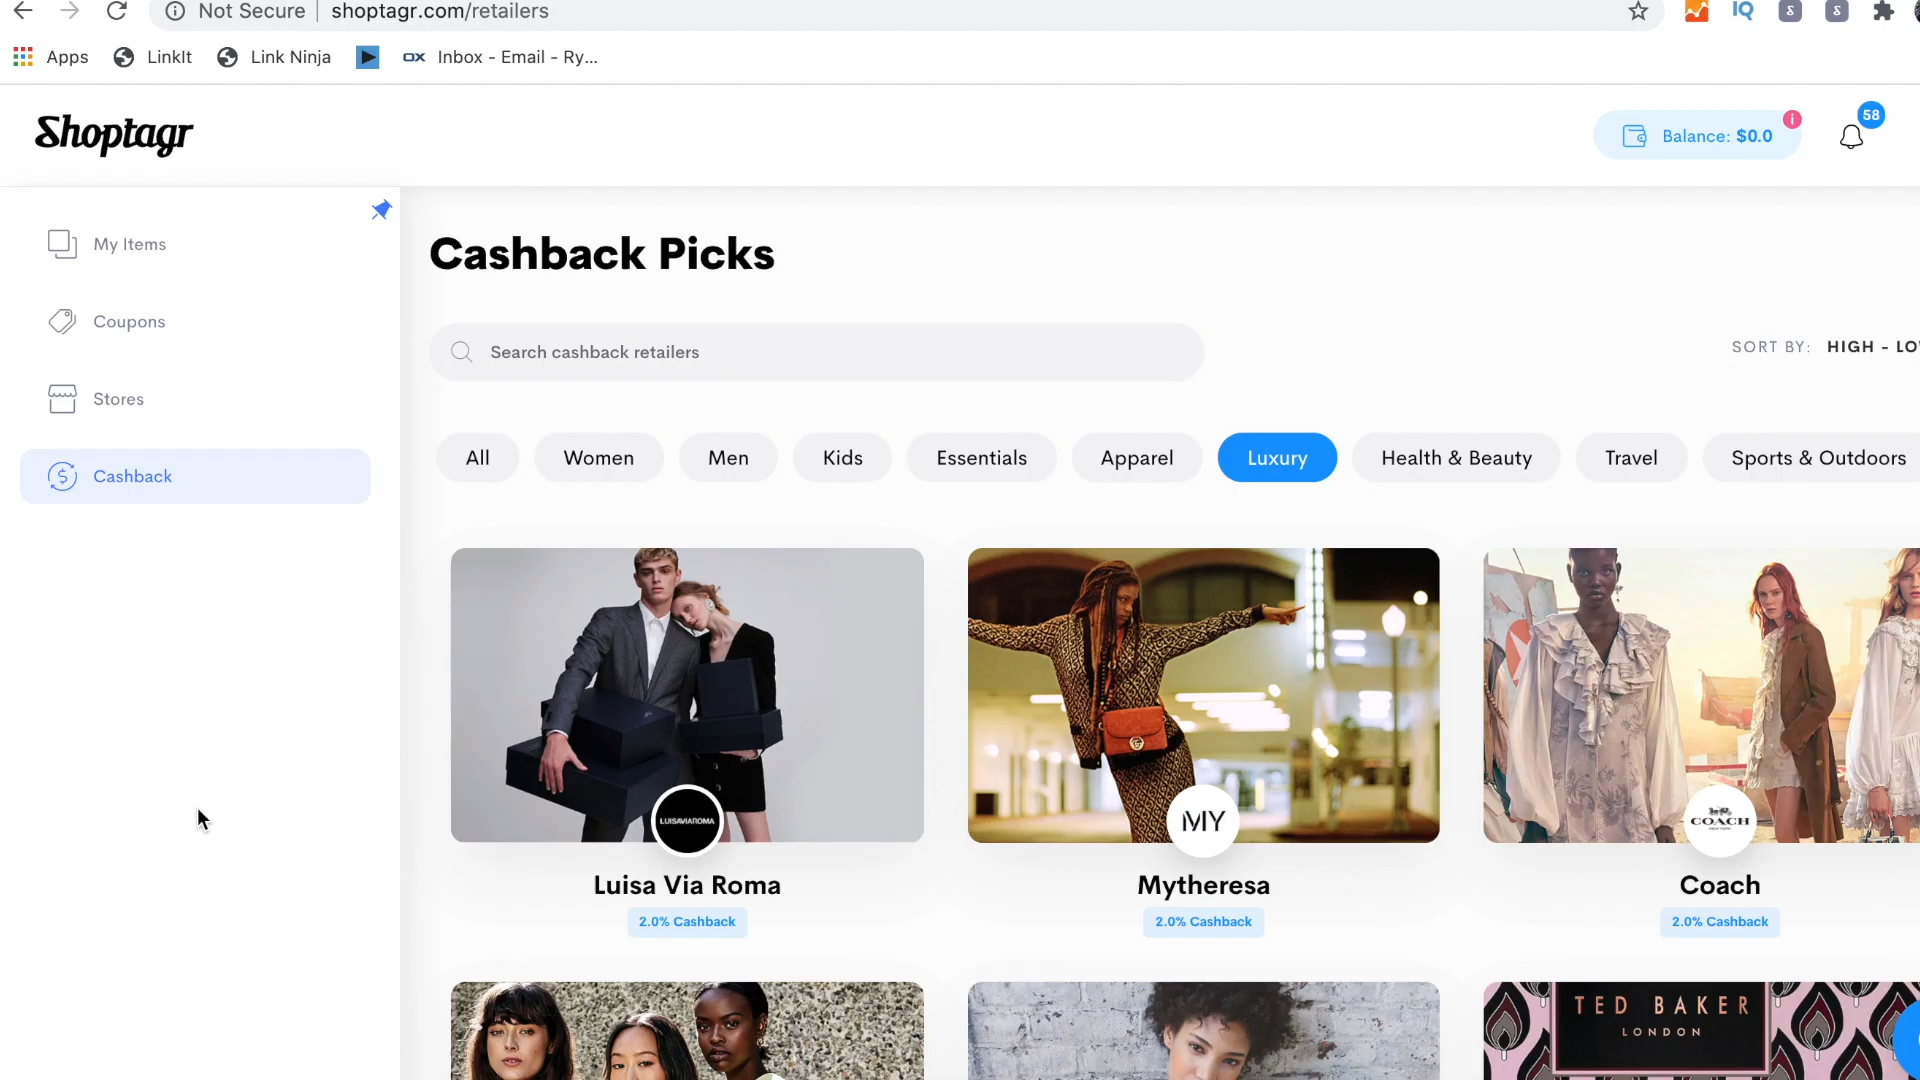 Not Secure shoptagr.com/retailers
IQ
Apps LinkIt Link Ninja OX Inbox - Email - Ry...
Shoptagr
Balance: $0.0
i
58
My Items
Coupons
Stores
Cashback
Cashback Picks
Search cashback retailers
SORT BY: HIGH - LO
All Women Men Kids Essentials Apparel Luxury Health & Beauty Travel Sports & Outdoors
LUISAVIAROMA
MY
COACH
Luisa Via Roma
2.0% Cashback
Mytheresa
2.0% Cashback
Coach
2.0% Cashback
TED BAKER
LONDON